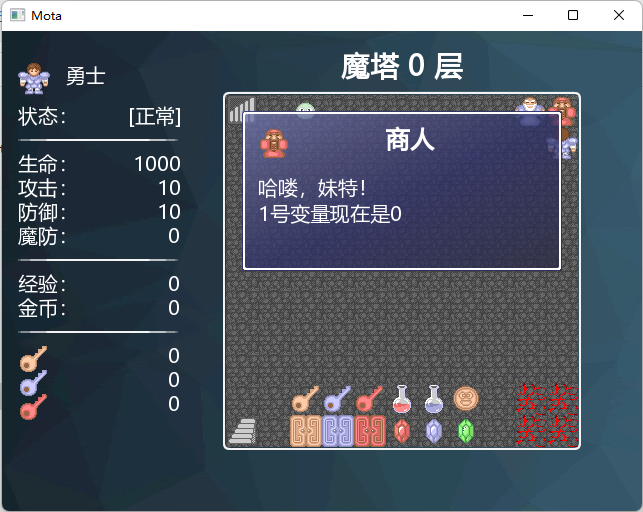 Mota
勇士
状态： [正常]
生命： 1000
攻击： 10
防御： 10
魔防： 0
经验： 0
金币： 0
0
0
0
魔塔 0 层
商人
哈喽，妹特！
1号变量现在是0